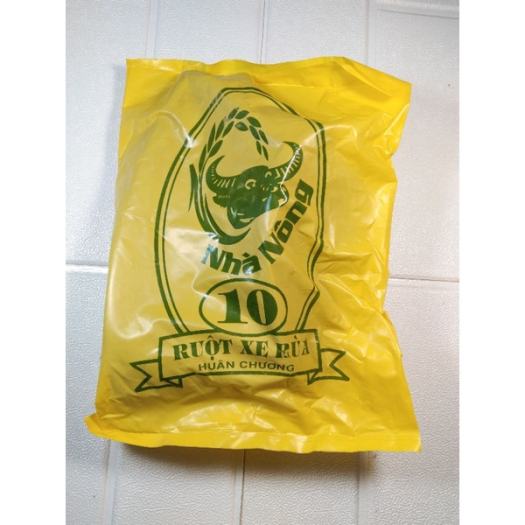 Nhà Nông
10
RUỘT XE RÙA
HUÂN CHƯƠNG